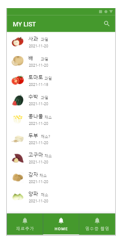 MY LIST
사과 과일
2021-11-20
배 과일
2021-11-20
토마토 과일
2021-11-19
수박 과일
2021-11-20
콩나물 채소
2021-11-20
두부 채소
2021-11-20
고구마 채소
2021-11-20
감자 채소
2021-11-20
양파 채소
2021-11-20
HOME